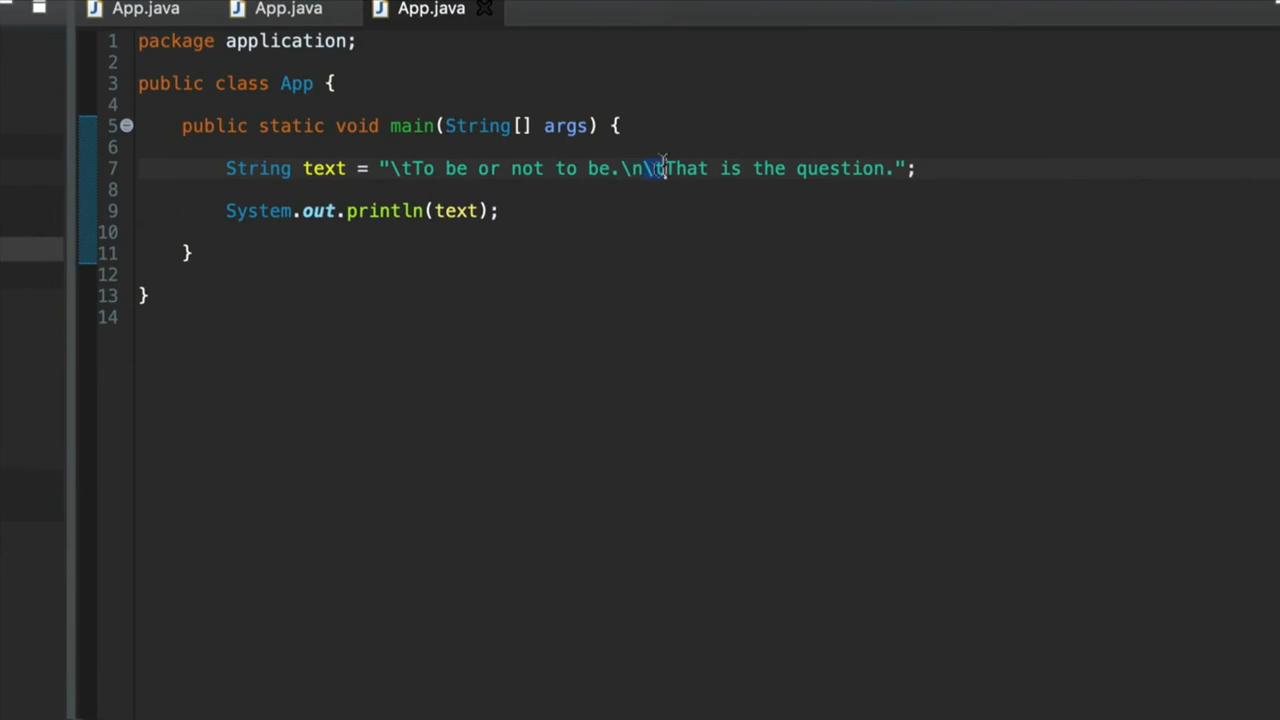 App.java App.java App.java
1 package application;
2
3 public class App {
4
5 public static void main(String[] args) {
6
7 String text = "\tTo be or not to be.\n\tThat is the question.";
8
9 System.out.println(text);
10
11 }
12
13 }
14